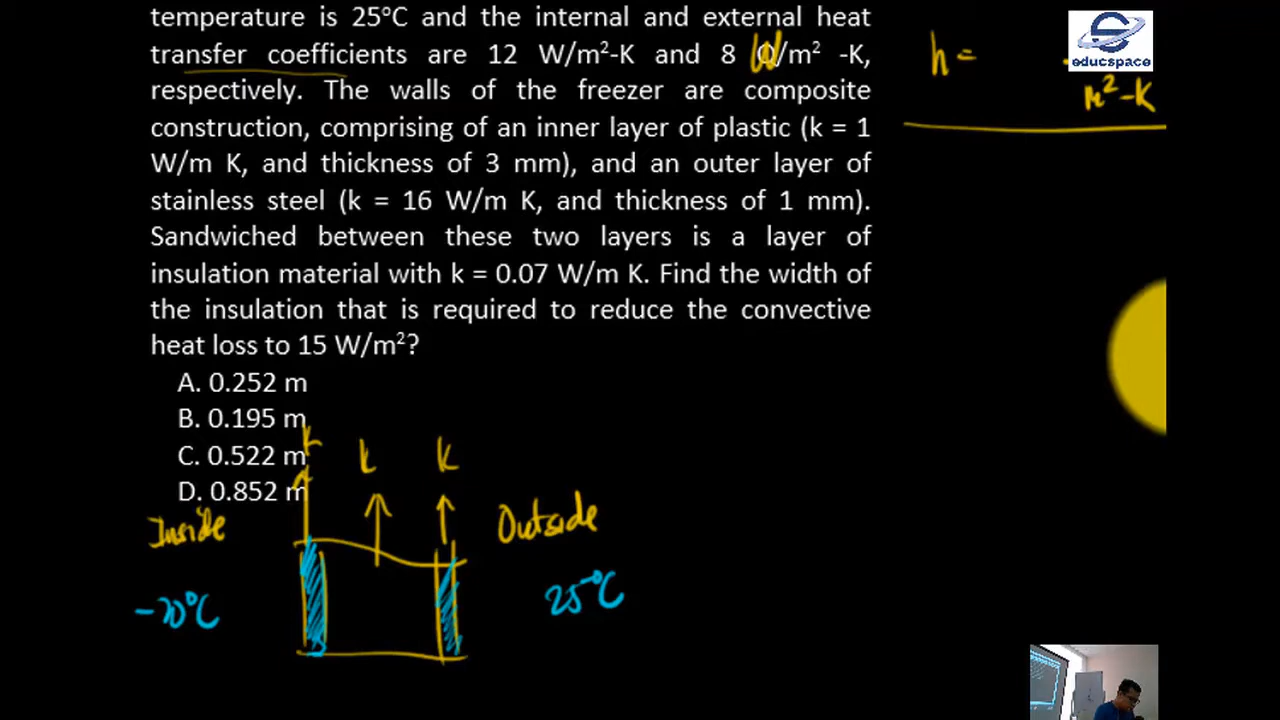 temperature is 25°C and the internal and external heat
transfer coefficients are 12 W/m²-K and 8 W/m² -K,
respectively. The walls of the freezer are composite
construction, comprising of an inner layer of plastic (k = 1
W/m K, and thickness of 3 mm), and an outer layer of
stainless steel (k = 16 W/m K, and thickness of 1 mm).
Sandwiched between these two layers is a layer of
insulation material with k = 0.07 W/m K. Find the width of
the insulation that is required to reduce the convective
heat loss to 15 W/m²?
A. 0.252 m
B. 0.195 m
C. 0.522 m
D. 0.852 m
k k k
Inside
Outside
-20°C
25°C
h =
m²-K
educspace